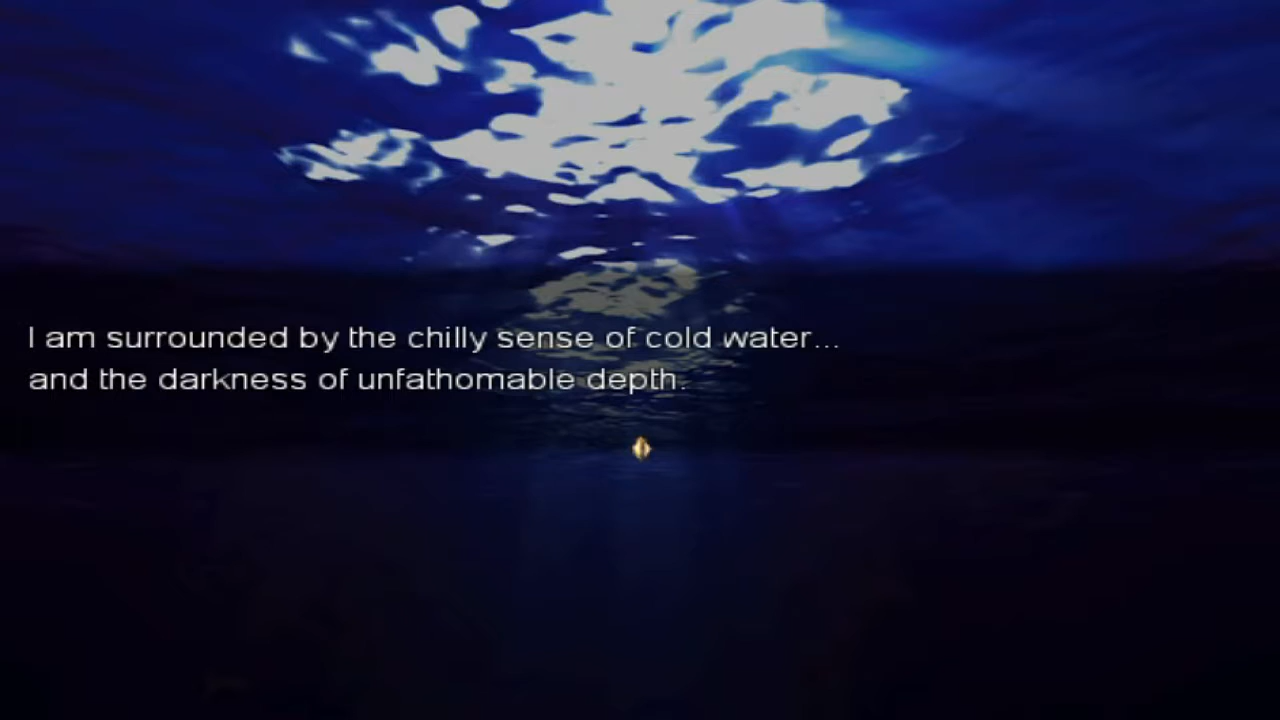 I am surrounded by the chilly sense of cold water...
and the darkness of unfathomable depth.